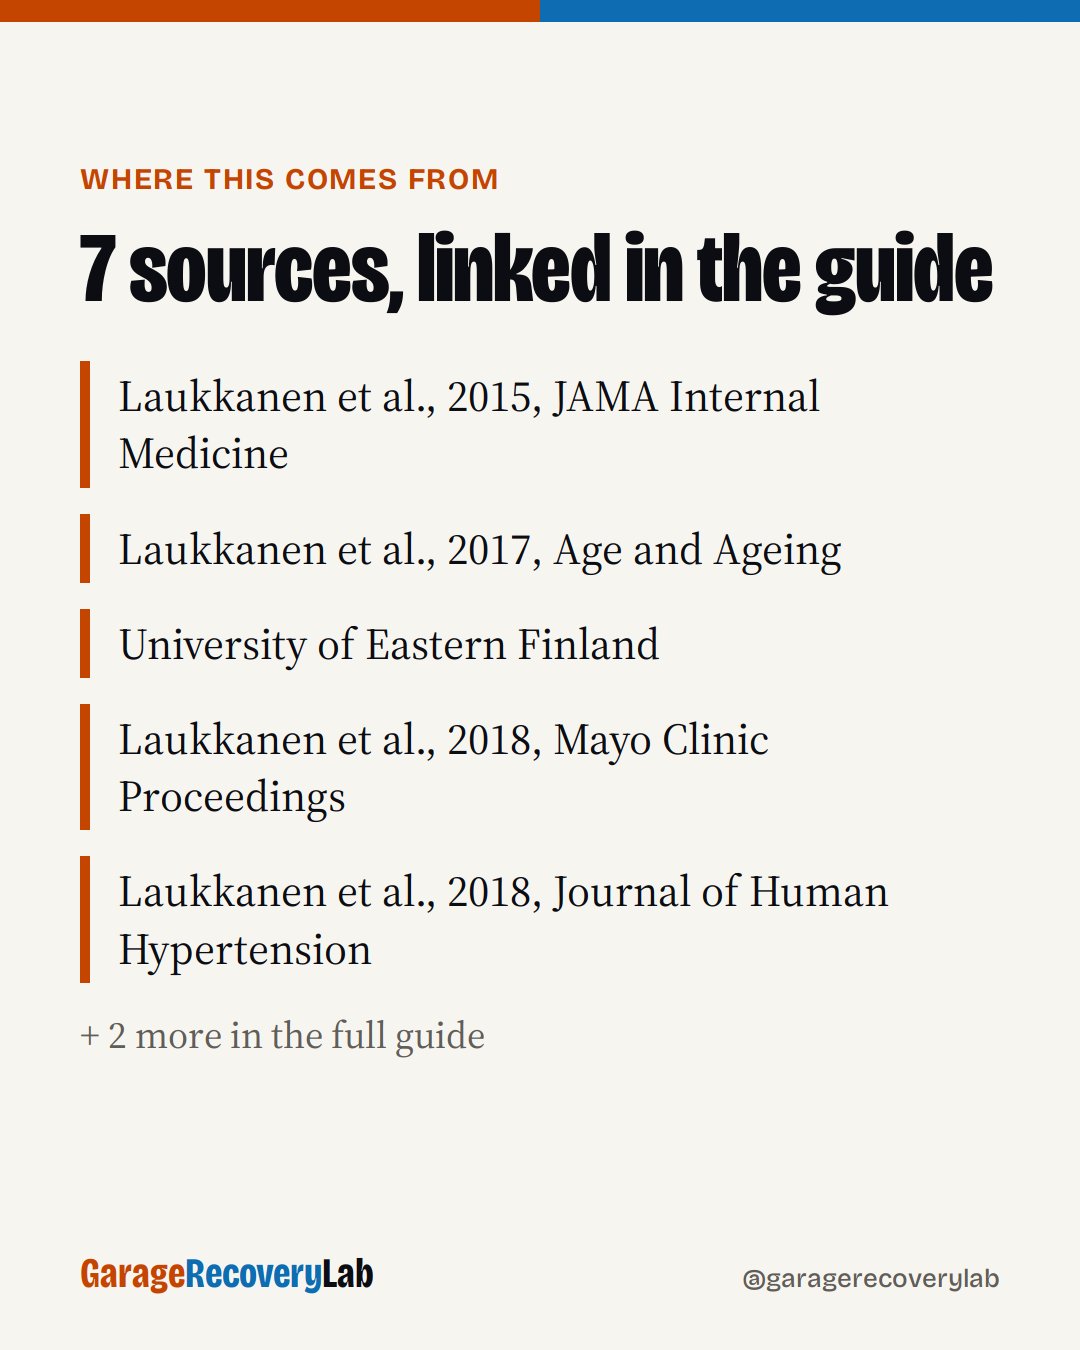 WHERE THIS COMES FROM
7 sources, linked in the guide
Laukkanen et al., 2015, JAMA Internal
Medicine
Laukkanen et al., 2017, Age and Ageing
University of Eastern Finland
Laukkanen et al., 2018, Mayo Clinic
Proceedings
Laukkanen et al., 2018, Journal of Human
Hypertension
+ 2 more in the full guide
GarageRecoveryLab
@garagerecoverylab